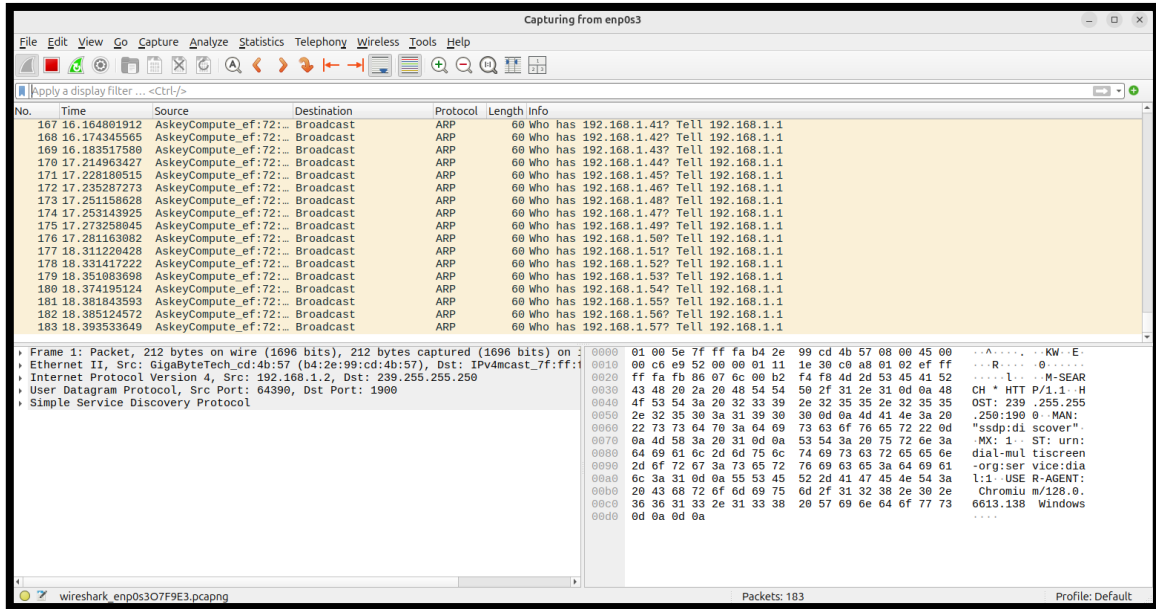 Capturing from enp0s3
File Edit View Go Capture Analyze Statistics Telephony Wireless Tools Help
Apply a display filter … <Ctrl-/>
No. Time Source Destination Protocol Length Info
167 16.164801912 AskeyCompute_ef:72:… Broadcast ARP 60 Who has 192.168.1.41? Tell 192.168.1.1
168 16.174345565 AskeyCompute_ef:72:… Broadcast ARP 60 Who has 192.168.1.42? Tell 192.168.1.1
169 16.183517580 AskeyCompute_ef:72:… Broadcast ARP 60 Who has 192.168.1.43? Tell 192.168.1.1
170 17.214963427 AskeyCompute_ef:72:… Broadcast ARP 60 Who has 192.168.1.44? Tell 192.168.1.1
171 17.228180515 AskeyCompute_ef:72:… Broadcast ARP 60 Who has 192.168.1.45? Tell 192.168.1.1
172 17.235287273 AskeyCompute_ef:72:… Broadcast ARP 60 Who has 192.168.1.46? Tell 192.168.1.1
173 17.251158628 AskeyCompute_ef:72:… Broadcast ARP 60 Who has 192.168.1.48? Tell 192.168.1.1
174 17.253143925 AskeyCompute_ef:72:… Broadcast ARP 60 Who has 192.168.1.47? Tell 192.168.1.1
175 17.273258045 AskeyCompute_ef:72:… Broadcast ARP 60 Who has 192.168.1.49? Tell 192.168.1.1
176 17.281163082 AskeyCompute_ef:72:… Broadcast ARP 60 Who has 192.168.1.50? Tell 192.168.1.1
177 18.311220428 AskeyCompute_ef:72:… Broadcast ARP 60 Who has 192.168.1.51? Tell 192.168.1.1
178 18.331417222 AskeyCompute_ef:72:… Broadcast ARP 60 Who has 192.168.1.52? Tell 192.168.1.1
179 18.351083698 AskeyCompute_ef:72:… Broadcast ARP 60 Who has 192.168.1.53? Tell 192.168.1.1
180 18.374195124 AskeyCompute_ef:72:… Broadcast ARP 60 Who has 192.168.1.54? Tell 192.168.1.1
181 18.381843593 AskeyCompute_ef:72:… Broadcast ARP 60 Who has 192.168.1.55? Tell 192.168.1.1
182 18.385124572 AskeyCompute_ef:72:… Broadcast ARP 60 Who has 192.168.1.56? Tell 192.168.1.1
183 18.393533649 AskeyCompute_ef:72:… Broadcast ARP 60 Who has 192.168.1.57? Tell 192.168.1.1
Frame 1: Packet, 212 bytes on wire (1696 bits), 212 bytes captured (1696 bits) on
Ethernet II, Src: GigaByteTech_cd:4b:57 (b4:2e:99:cd:4b:57), Dst: IPv4mcast_7f:ff:
Internet Protocol Version 4, Src: 192.168.1.2, Dst: 239.255.255.250
User Datagram Protocol, Src Port: 64390, Dst Port: 1900
Simple Service Discovery Protocol
0000 01 00 5e 7f ff fa b4 2e 99 cd 4b 57 08 00 45 00 ··^····. ··KW··E·
0010 00 c6 e9 52 00 00 01 11 1e 30 c0 a8 01 02 ef ff ···R···· ·0······
0020 ff fa fb 86 07 6c 00 b2 f4 f8 4d 2d 53 45 41 52 ·····l·· ··M-SEAR
0030 43 48 20 2a 20 48 54 54 50 2f 31 2e 31 0d 0a 48 CH * HTT P/1.1··H
0040 4f 53 54 3a 20 32 33 39 2e 32 35 35 2e 32 35 35 OST: 239 .255.255
0050 2e 32 35 30 3a 31 39 30 30 0d 0a 4d 41 4e 3a 20 .250:190 0··MAN:
0060 22 73 73 64 70 3a 64 69 73 63 6f 76 65 72 22 0d "ssdp:di scover"·
0070 0a 4d 58 3a 20 31 0d 0a 53 54 3a 20 75 72 6e 3a ·MX: 1·· ST: urn:
0080 64 69 61 6c 2d 6d 75 6c 74 69 73 63 72 65 65 6e dial-mul tiscreen
0090 2d 6f 72 67 3a 73 65 72 76 69 63 65 3a 64 69 61 -org:ser vice:dia
00a0 6c 3a 31 0d 0a 55 53 45 52 2d 41 47 45 4e 54 3a l:1··USE R-AGENT:
00b0 20 43 68 72 6f 6d 69 75 6d 2f 31 32 38 2e 30 2e Chromiu m/128.0.
00c0 36 36 31 33 2e 31 33 38 20 57 69 6e 64 6f 77 73 6613.138 Windows
00d0 0d 0a 0d 0a ····
wireshark_enp0s3O7F9E3.pcapng Packets: 183 Profile: Default